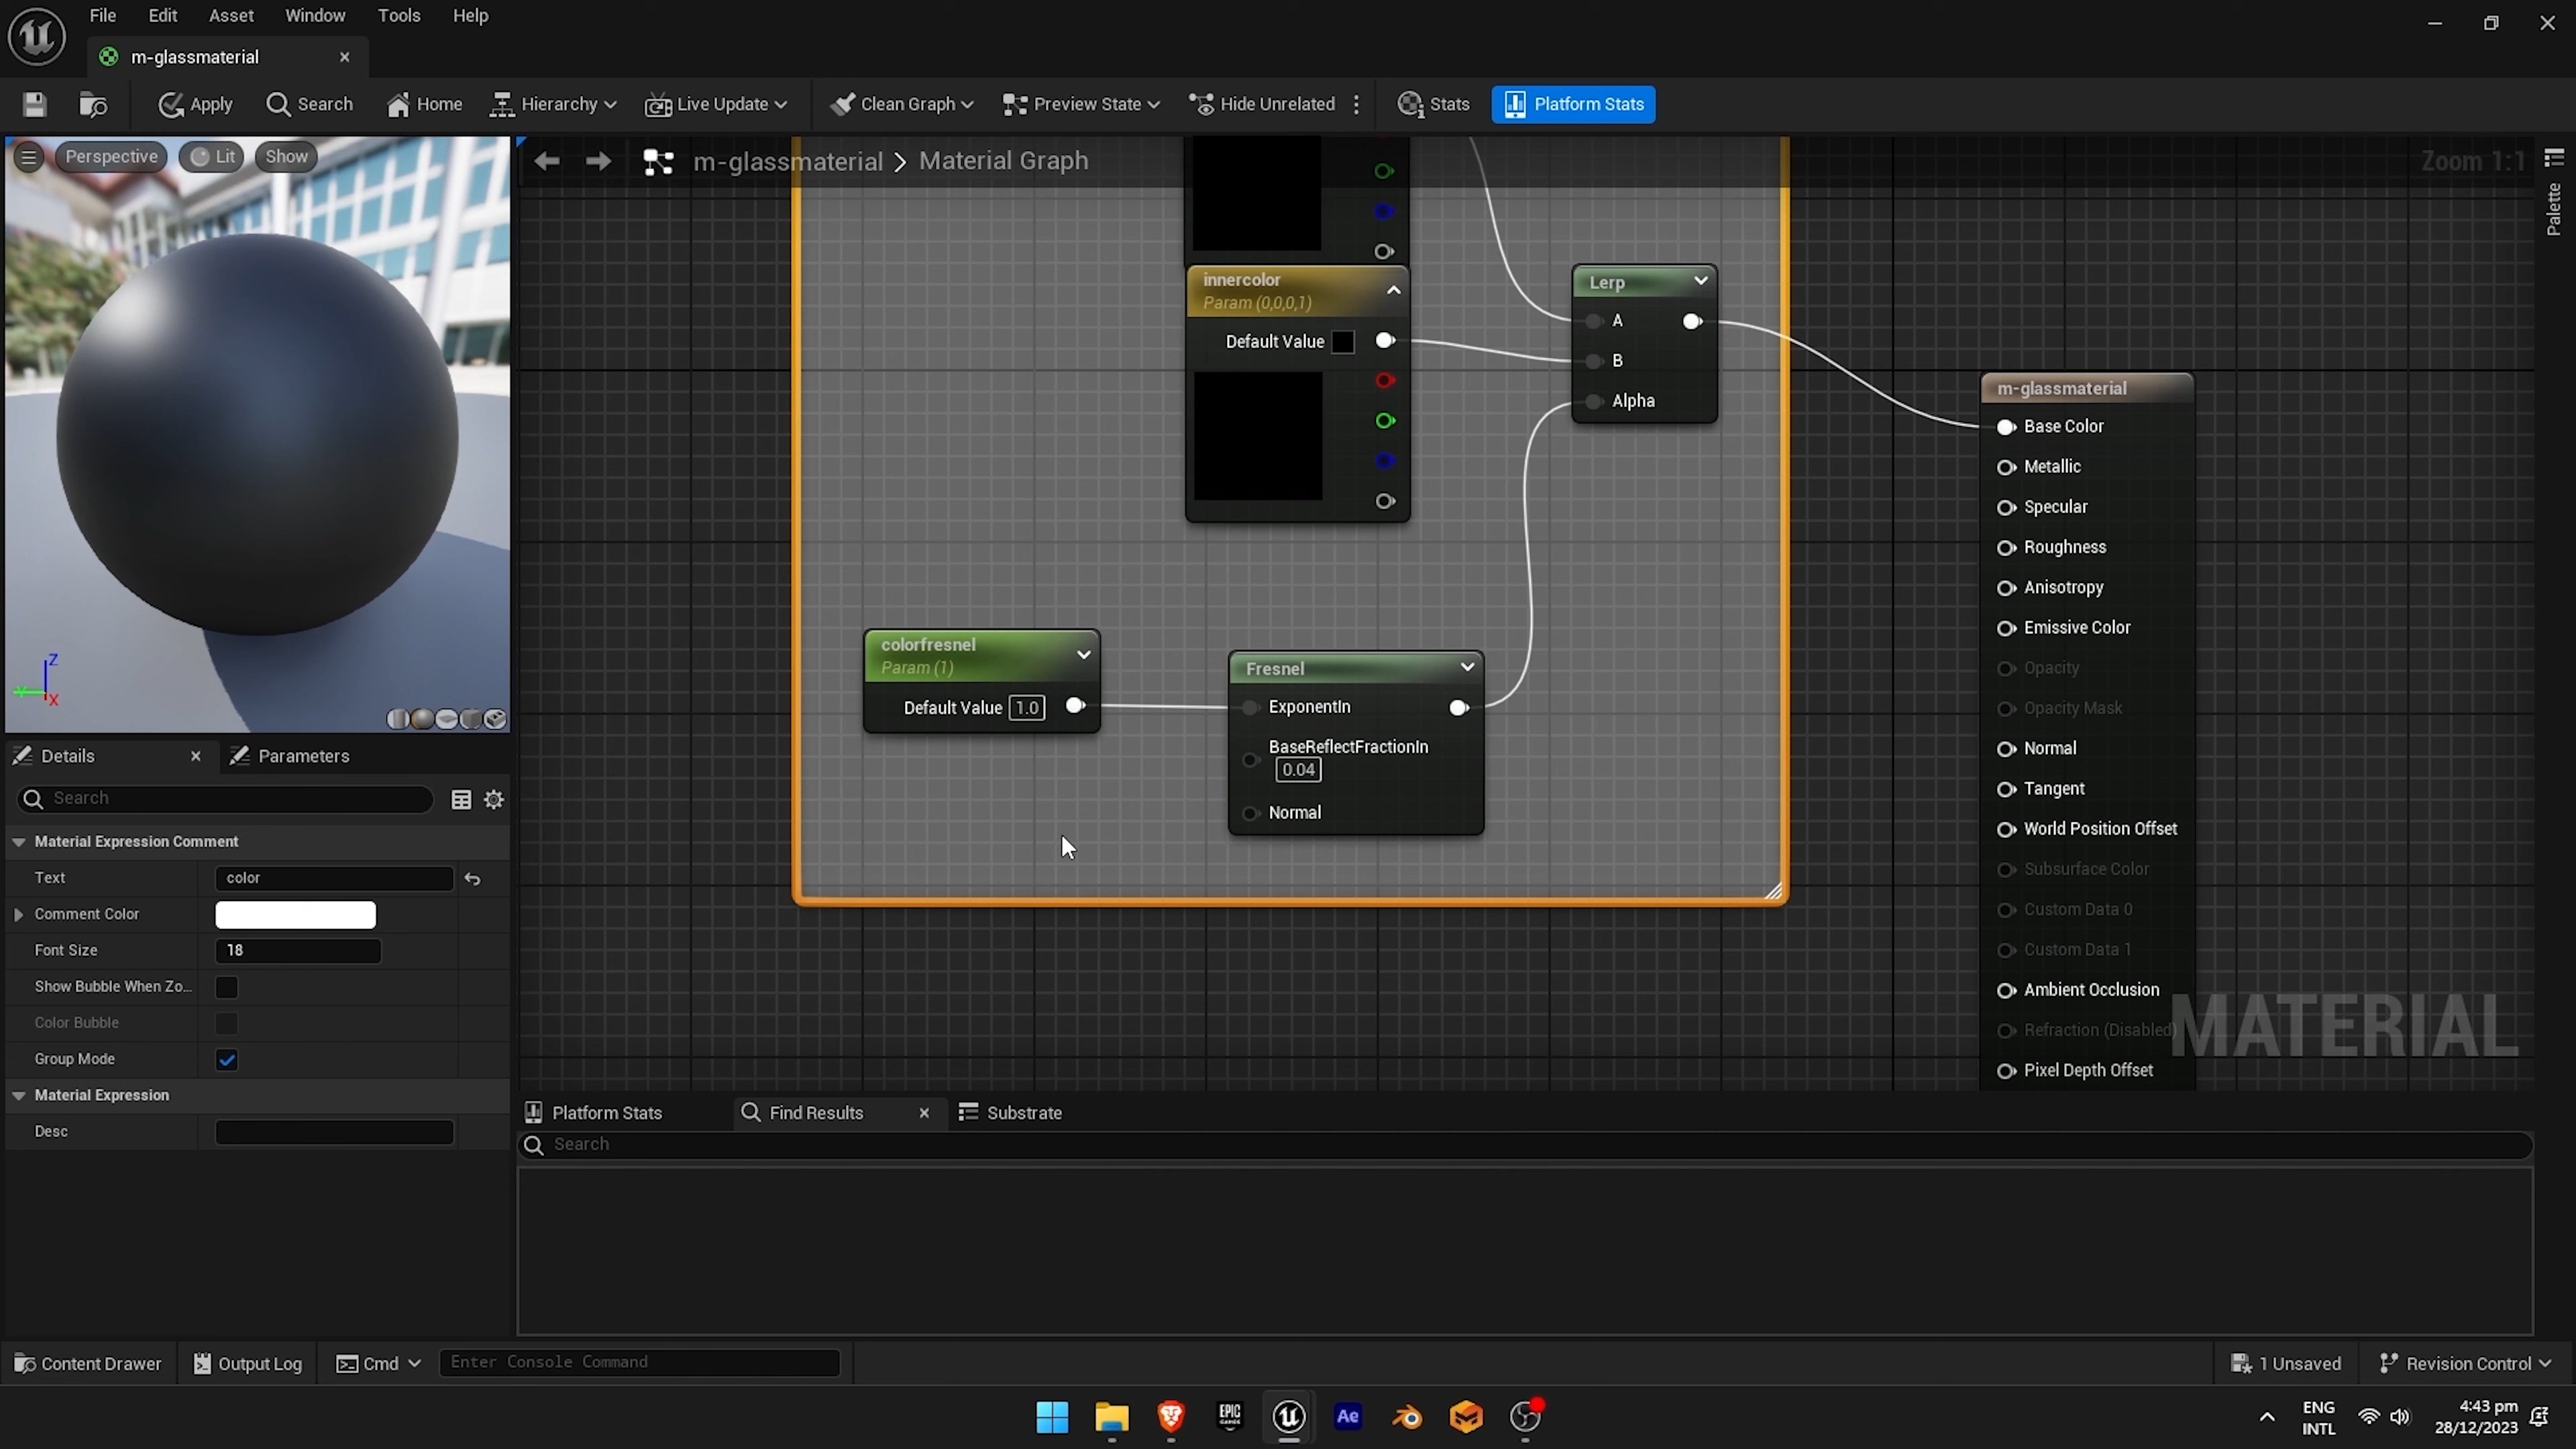 File Edit Asset Window Tools Help
m-glassmaterial
Apply Search Home Hierarchy Live Update Clean Graph Preview State Hide Unrelated Stats Platform Stats
Perspective Lit Show
m-glassmaterial > Material Graph
Zoom 1:1
Palette
innercolor
Param (0,0,0,1)
Default Value
Lerp
A
B
Alpha
colorfresnel
Param (1)
Default Value 1.0
Fresnel
ExponentIn
BaseReflectFractionIn
0.04
Normal
m-glassmaterial
Base Color
Metallic
Specular
Roughness
Anisotropy
Emissive Color
Opacity
Opacity Mask
Normal
Tangent
World Position Offset
Subsurface Color
Custom Data 0
Custom Data 1
Ambient Occlusion
Refraction (Disabled)
Pixel Depth Offset
MATERIAL
Z
Y
X
Details Parameters
Search
Material Expression Comment
Text color
Comment Color
Font Size 18
Show Bubble When Zo...
Color Bubble
Group Mode
Material Expression
Desc
Platform Stats Find Results Substrate
Search
Content Drawer Output Log Cmd Enter Console Command 1 Unsaved Revision Control
EPIC GAMES
Ae
ENG
INTL
4:43 pm
28/12/2023